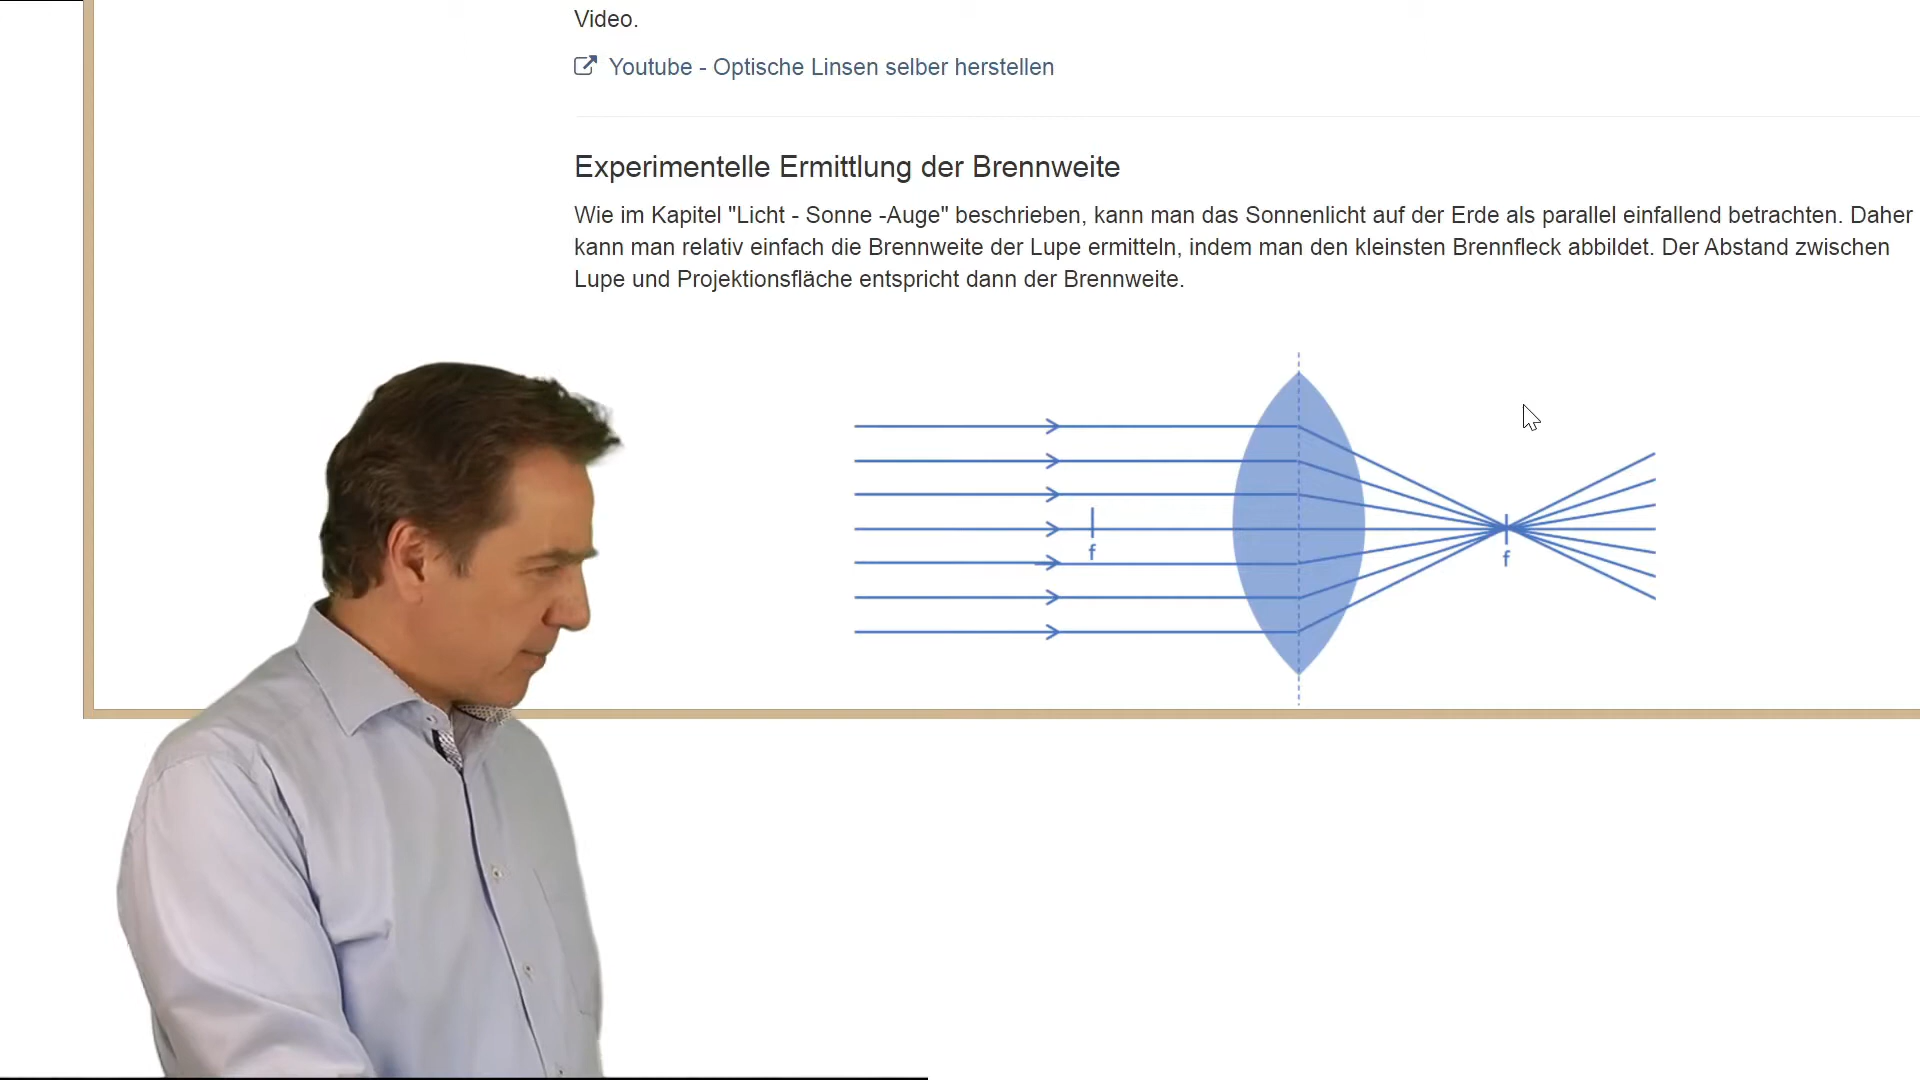 Video.
Youtube - Optische Linsen selber herstellen
Experimentelle Ermittlung der Brennweite
Wie im Kapitel "Licht - Sonne -Auge" beschrieben, kann man das Sonnenlicht auf der Erde als parallel einfallend betrachten. Daher
kann man relativ einfach die Brennweite der Lupe ermitteln, indem man den kleinsten Brennfleck abbildet. Der Abstand zwischen
Lupe und Projektionsfläche entspricht dann der Brennweite.
f
f